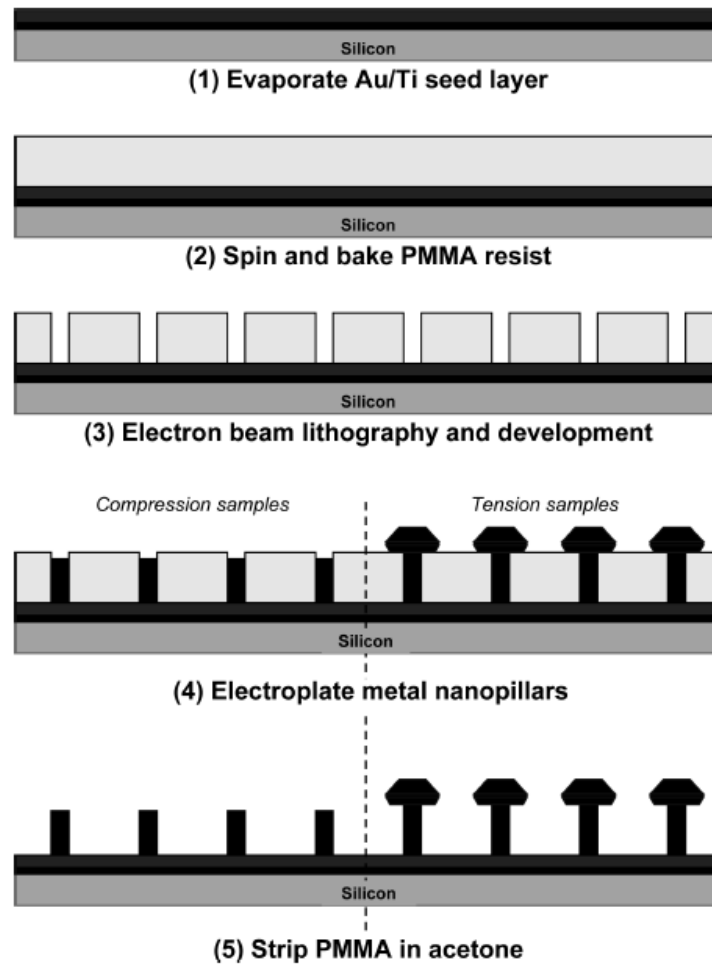 Silicon
(1) Evaporate Au/Ti seed layer
Silicon
(2) Spin and bake PMMA resist
Silicon
(3) Electron beam lithography and development
Compression samples Tension samples
Silicon
(4) Electroplate metal nanopillars
Silicon
(5) Strip PMMA in acetone